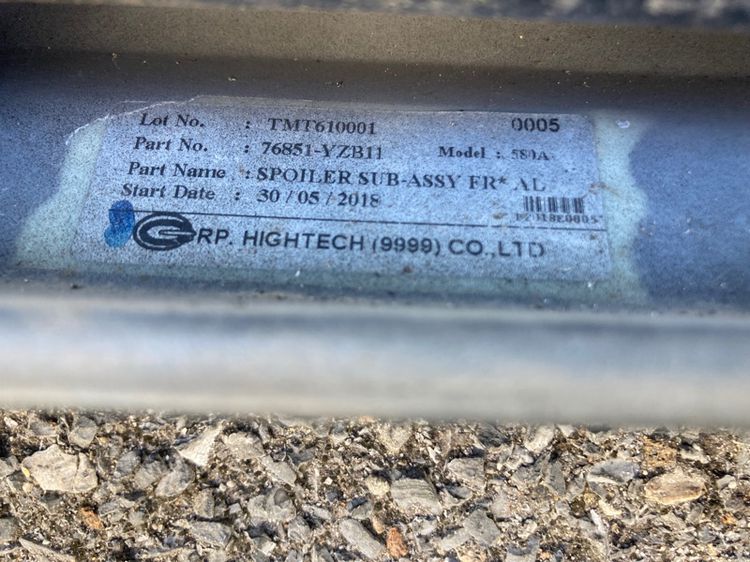 Lot No. : TMT610001 0005
Part No. : 76851-YZB11 Model : 580A
Part Name : SPOILER SUB-ASSY FR* AL
Start Date : 30 / 05 / 2018
RP. HIGHTECH (9999) CO.,LTD